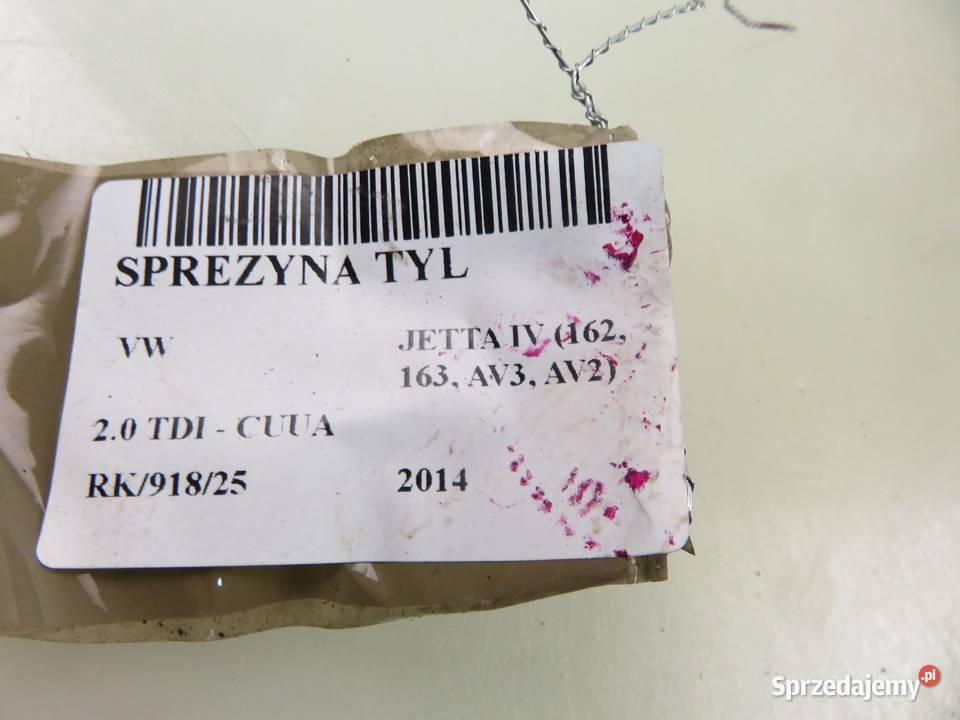 SPREZYNA TYL
VW
JETTA IV (162,
163, AV3, AV2)
2.0 TDI - CUUA
RK/918/25
2014
Sprzedajemy.pl